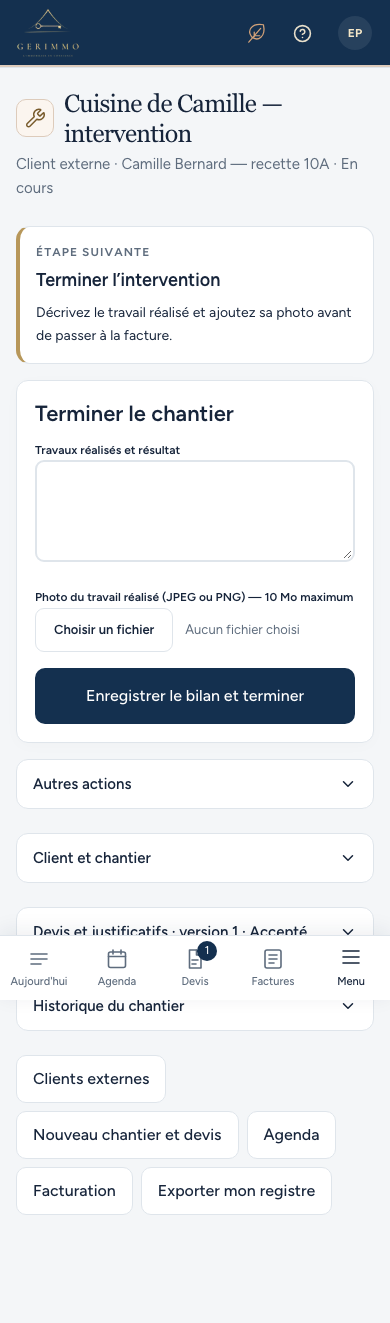 GERIMMO
EP
Cuisine de Camille —
intervention
Client externe · Camille Bernard — recette 10A · En
cours
ÉTAPE SUIVANTE
Terminer l’intervention
Décrivez le travail réalisé et ajoutez sa photo avant
de passer à la facture.
Terminer le chantier
Travaux réalisés et résultat
Photo du travail réalisé (JPEG ou PNG) — 10 Mo maximum
Choisir un fichier
Aucun fichier choisi
Enregistrer le bilan et terminer
Autres actions
Client et chantier
Devis et justificatifs · version 1 · Accepté
1
Aujourd'hui
Agenda
Devis
Factures
Menu
Historique du chantier
Clients externes
Nouveau chantier et devis
Agenda
Facturation
Exporter mon registre